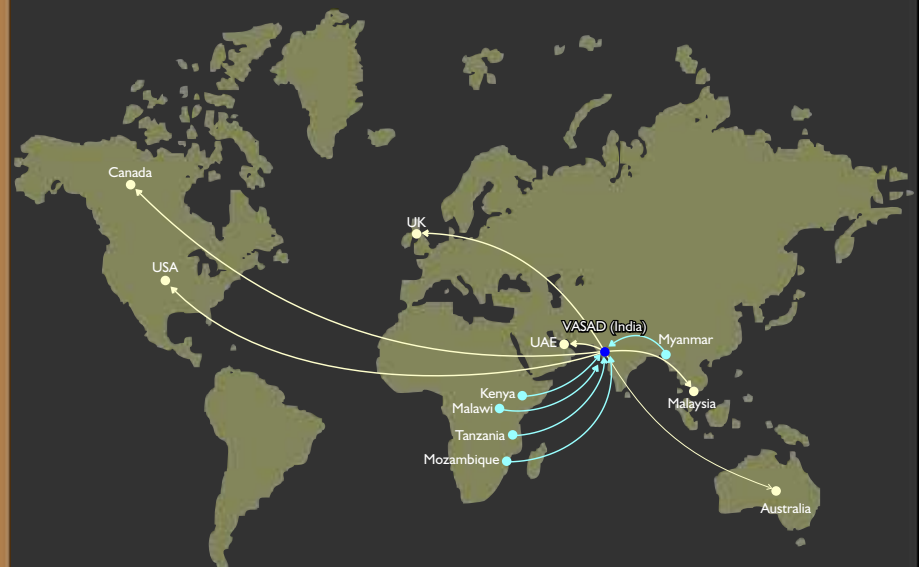 Canada
UK
USA
VASAD (India)
UAE
Myanmar
Kenya
Malaysia
Malawi
Tanzania
Mozambique
Australia